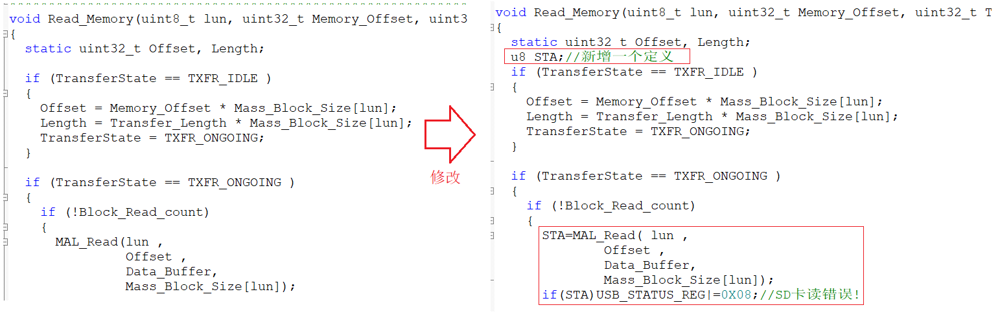 void Read_Memory(uint8_t lun, uint32_t Memory_Offset, uint3
{
static uint32_t Offset, Length;
if (TransferState == TXFR_IDLE )
{
Offset = Memory_Offset * Mass_Block_Size[lun];
Length = Transfer_Length * Mass_Block_Size[lun];
TransferState = TXFR_ONGOING;
}
if (TransferState == TXFR_ONGOING )
{
if (!Block_Read_count)
{
MAL_Read(lun ,
Offset ,
Data_Buffer,
Mass_Block_Size[lun]);
修改
void Read_Memory(uint8_t lun, uint32_t Memory_Offset, uint32_t T
{
static uint32_t Offset, Length;
u8 STA;//新增一个定义
if (TransferState == TXFR_IDLE )
{
Offset = Memory_Offset * Mass_Block_Size[lun];
Length = Transfer_Length * Mass_Block_Size[lun];
TransferState = TXFR_ONGOING;
}
if (TransferState == TXFR_ONGOING )
{
if (!Block_Read_count)
{
STA=MAL_Read( lun ,
Offset ,
Data_Buffer,
Mass_Block_Size[lun]);
if(STA)USB_STATUS_REG|=0X08;//SD卡读错误!